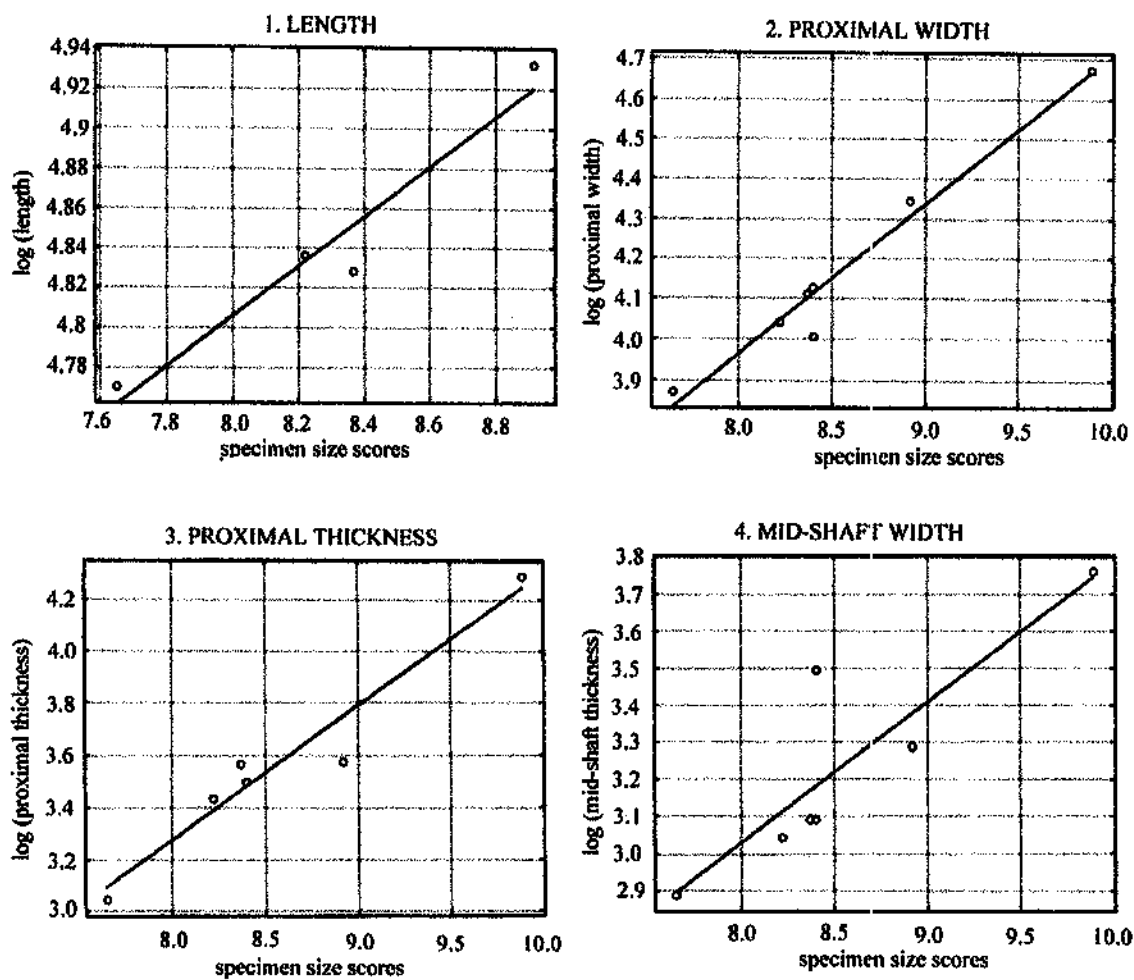 1. LENGTH
log (length)
4.94
4.92
4.9
4.88
4.86
4.84
4.82
4.8
4.78
7.6 7.8 8.0 8.2 8.4 8.6 8.8
specimen size scores
2. PROXIMAL WIDTH
log (proximal width)
4.7
4.6
4.5
4.4
4.3
4.2
4.1
4.0
3.9
8.0 8.5 9.0 9.5 10.0
specimen size scores
3. PROXIMAL THICKNESS
log (proximal thickness)
4.2
4.0
3.8
3.6
3.4
3.2
3.0
8.0 8.5 9.0 9.5 10.0
specimen size scores
4. MID-SHAFT WIDTH
log (mid-shaft thickness)
3.8
3.7
3.6
3.5
3.4
3.3
3.2
3.1
3.0
2.9
8.0 8.5 9.0 9.5 10.0
specimen size scores